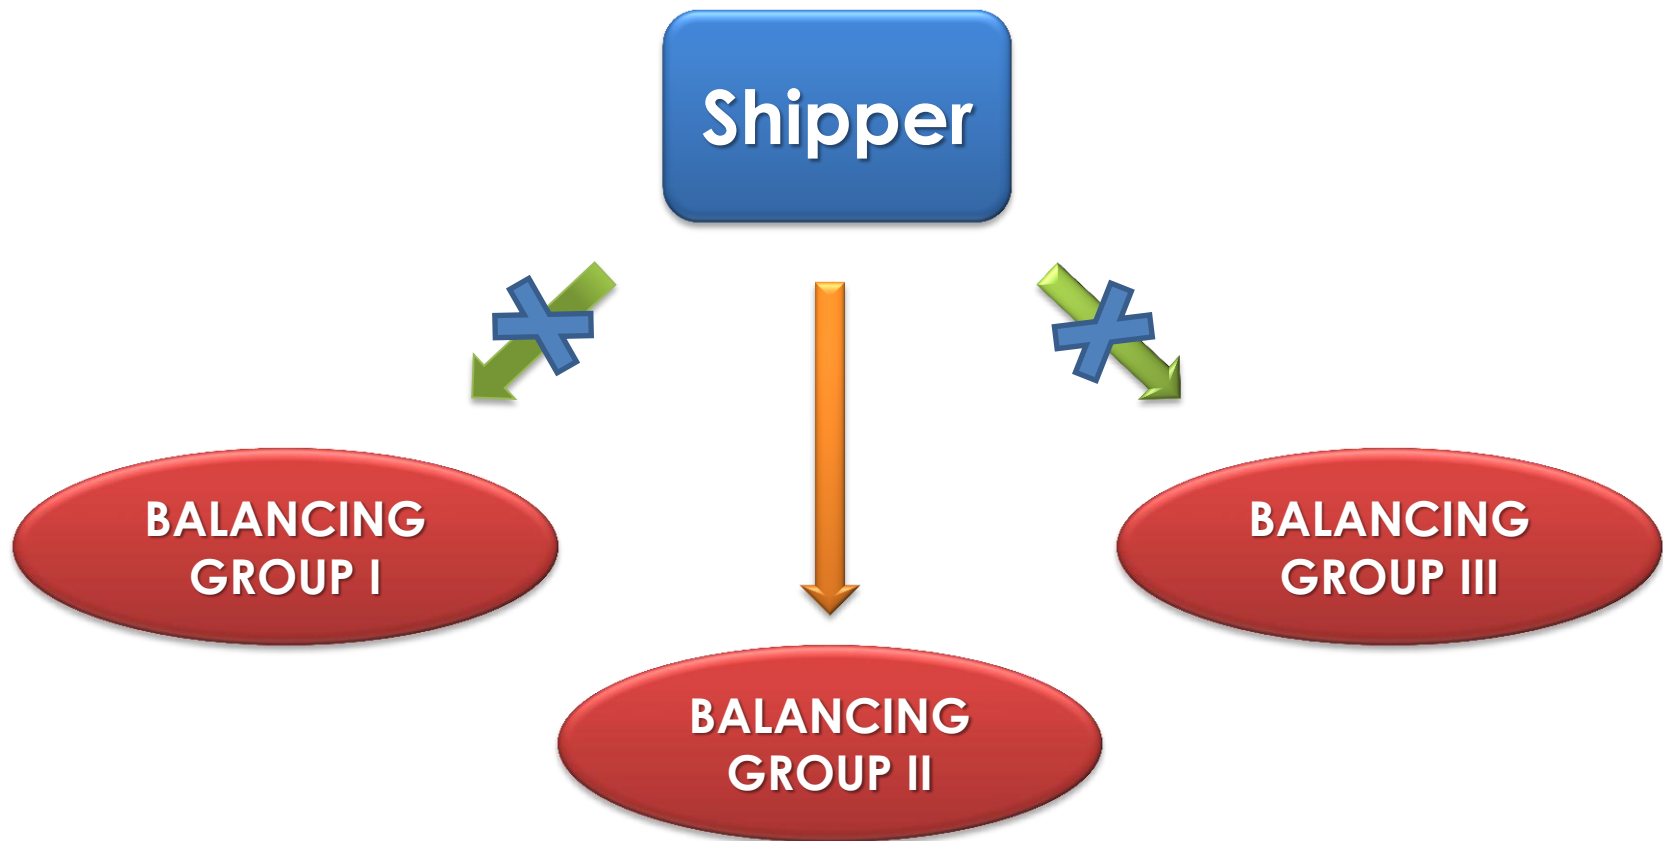 Shipper
BALANCING
GROUP I
BALANCING
GROUP III
BALANCING
GROUP II